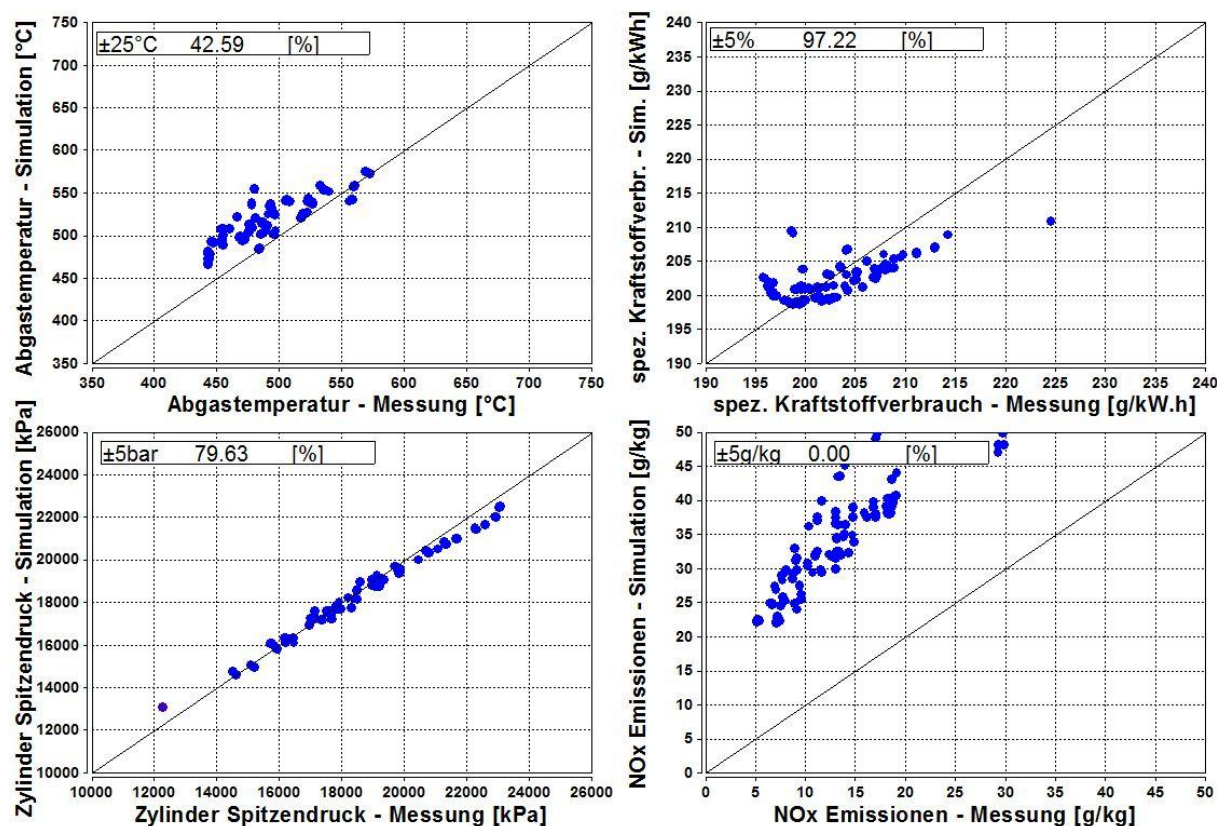 Abgastemperatur - Simulation [°C]
±25°C 42.59 [%]
750
700
650
600
550
500
450
400
350
350 400 450 500 550 600 650 700 750
Abgastemperatur - Messung [°C]
spez. Kraftstoffverbr. - Sim. [g/kWh]
±5% 97.22 [%]
240
235
230
225
220
215
210
205
200
195
190
190 195 200 205 210 215 220 225 230 235 240
spez. Kraftstoffverbrauch - Messung [g/kW.h]
Zylinder Spitzendruck - Simulation [kPa]
±5bar 79.63 [%]
26000
24000
22000
20000
18000
16000
14000
12000
10000
10000 12000 14000 16000 18000 20000 22000 24000 26000
Zylinder Spitzendruck - Messung [kPa]
NOx Emissionen - Simulation [g/kg]
±5g/kg 0.00 [%]
50
45
40
35
30
25
20
15
10
5
0
0 5 10 15 20 25 30 35 40 45 50
NOx Emissionen - Messung [g/kg]